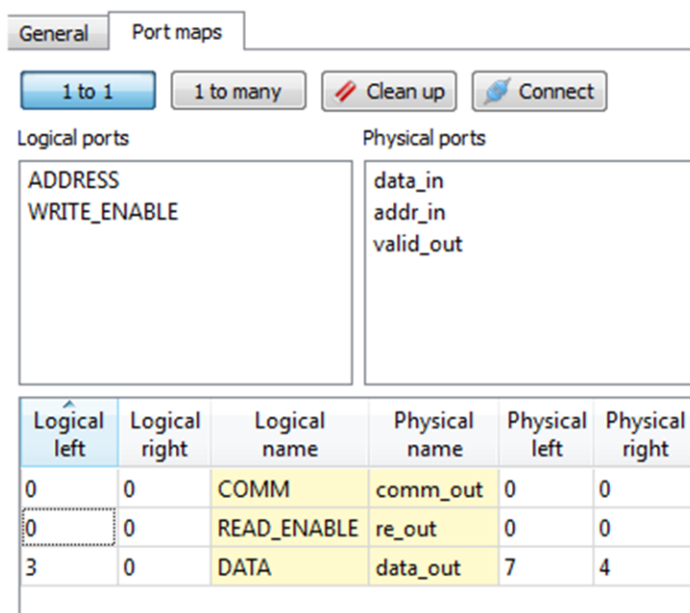 General Port maps
1 to 1 1 to many Clean up Connect
Logical ports Physical ports
ADDRESS data_in
WRITE_ENABLE addr_in
valid_out
Logical left Logical right Logical name Physical name Physical left Physical right
0 0 COMM comm_out 0 0
0 0 READ_ENABLE re_out 0 0
3 0 DATA data_out 7 4